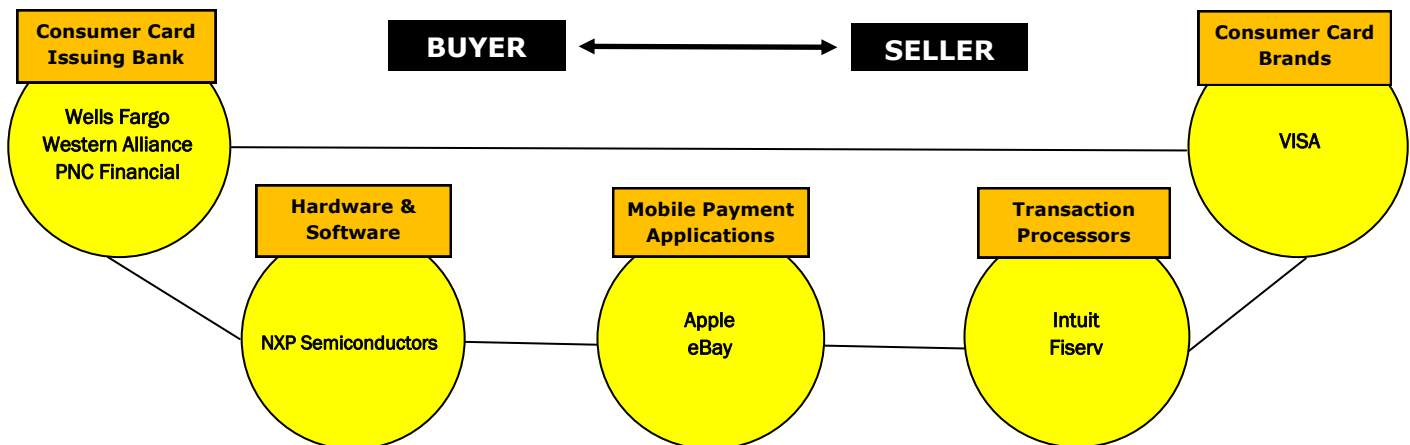 Consumer Card
Issuing Bank
BUYER
SELLER
Consumer Card
Brands
Wells Fargo
Western Alliance
PNC Financial
VISA
Hardware &
Software
Mobile Payment
Applications
Transaction
Processors
NXP Semiconductors
Apple
eBay
Intuit
Fiserv